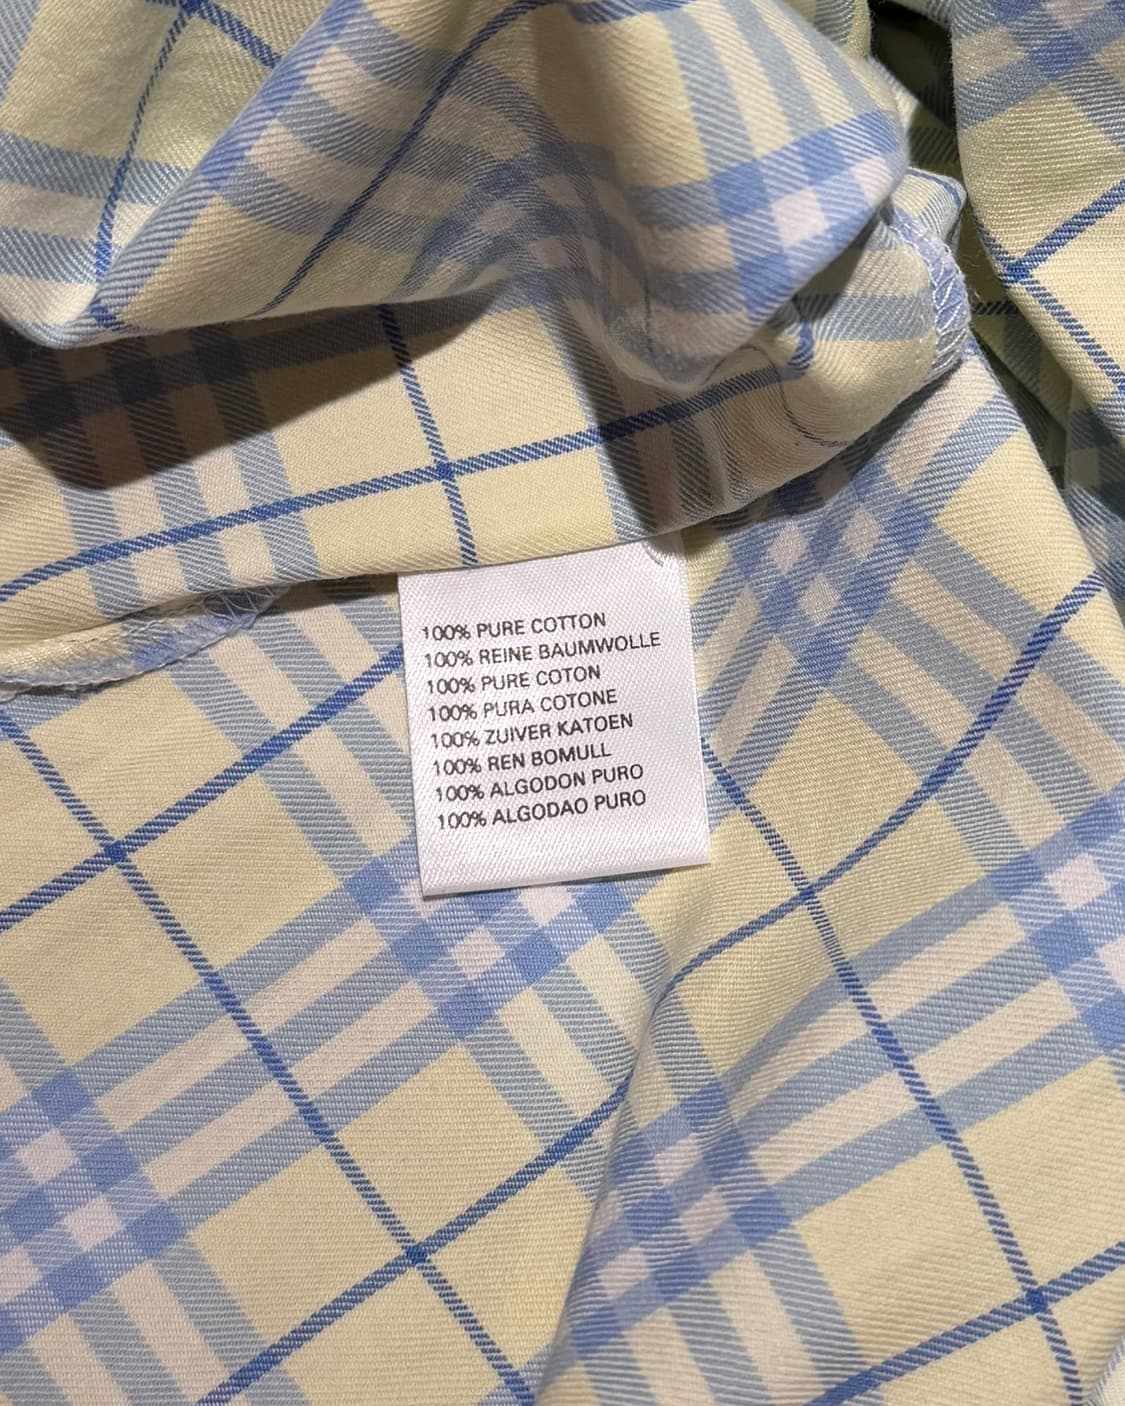 100% PURE COTTON
100% REINE BAUMWOLLE
100% PURE COTON
100% PURA COTONE
100% ZUIVER KATOEN
100% REN BOMULL
100% ALGODON PURO
100% ALGODAO PURO